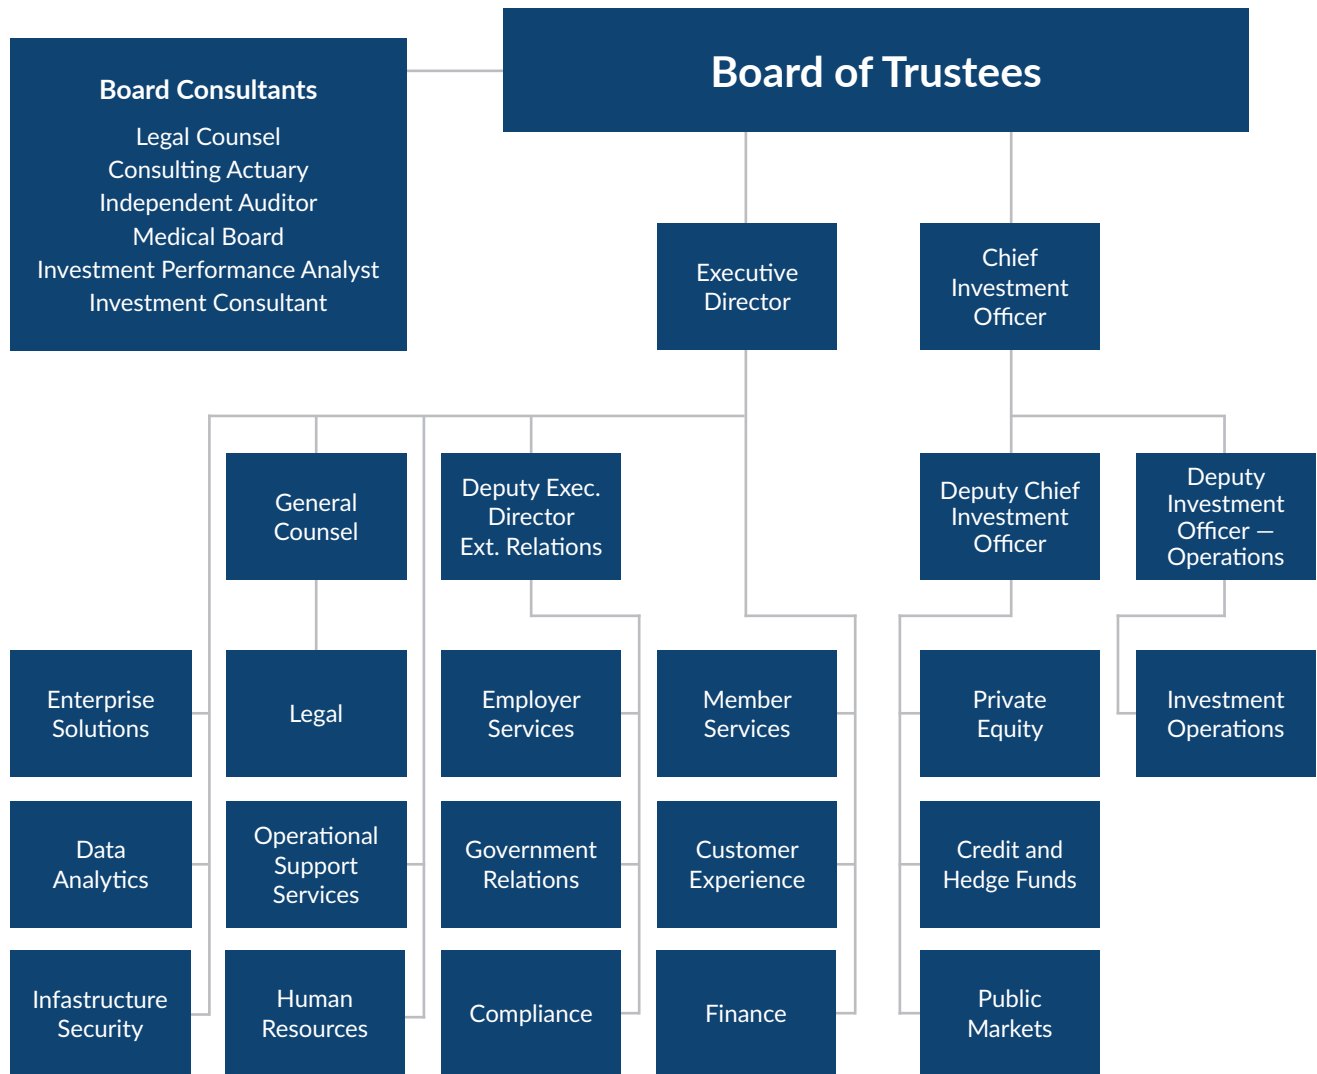 Board of Trustees
Board Consultants
Legal Counsel
Consulting Actuary
Independent Auditor
Medical Board
Investment Performance Analyst
Investment Consultant
Executive
Director
Chief
Investment
Officer
General
Counsel
Deputy Exec.
Director
Ext. Relations
Deputy Chief
Investment
Officer
Deputy
Investment
Officer —
Operations
Enterprise
Solutions
Legal
Employer
Services
Member
Services
Private
Equity
Investment
Operations
Data
Analytics
Operational
Support
Services
Government
Relations
Customer
Experience
Credit and
Hedge Funds
Infastructure
Security
Human
Resources
Compliance
Finance
Public
Markets